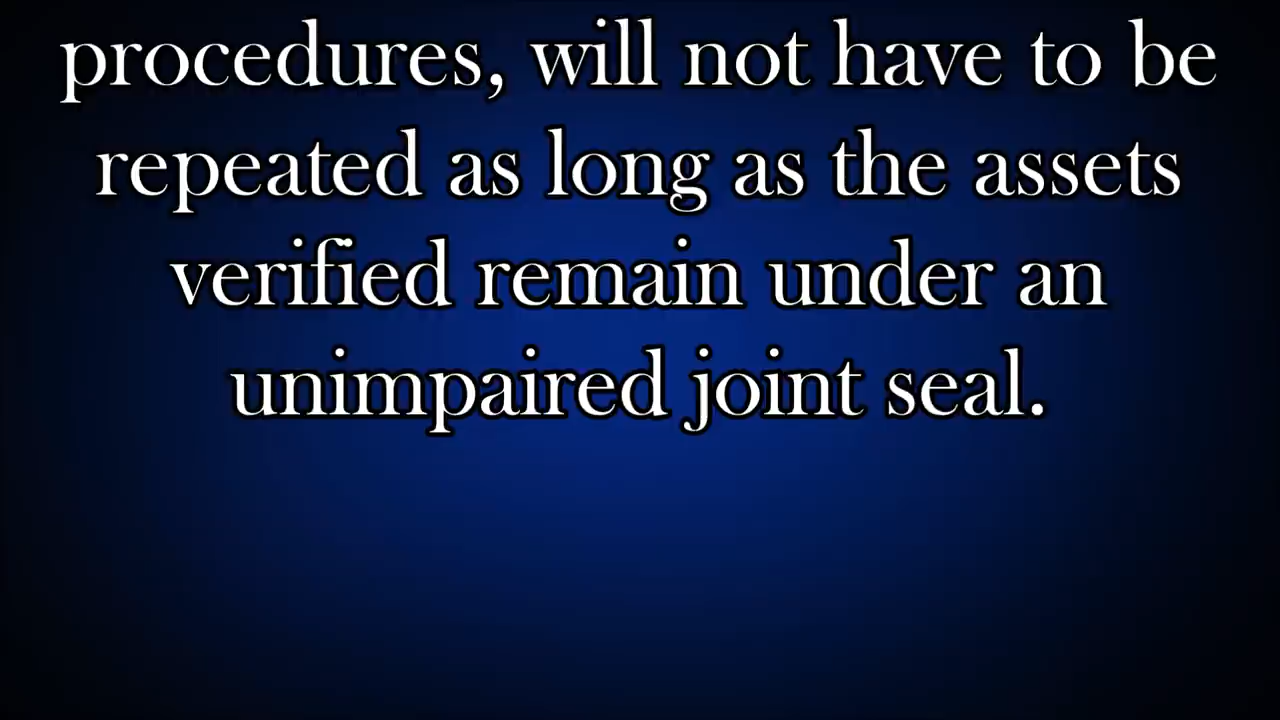 procedures, will not have to be
repeated as long as the assets
verified remain under an
unimpaired joint seal.